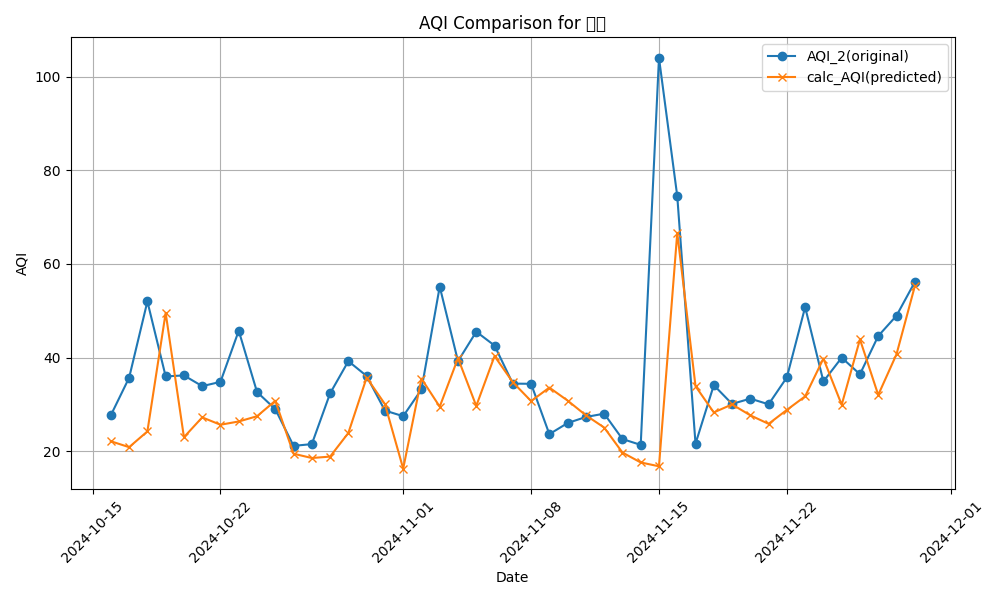 AQI Comparison for
AQI_2(original)
calc_AQI(predicted)
AQI
100
80
60
40
20
2024-10-15
2024-10-22
2024-11-01
2024-11-08
2024-11-15
2024-11-22
2024-12-01
Date